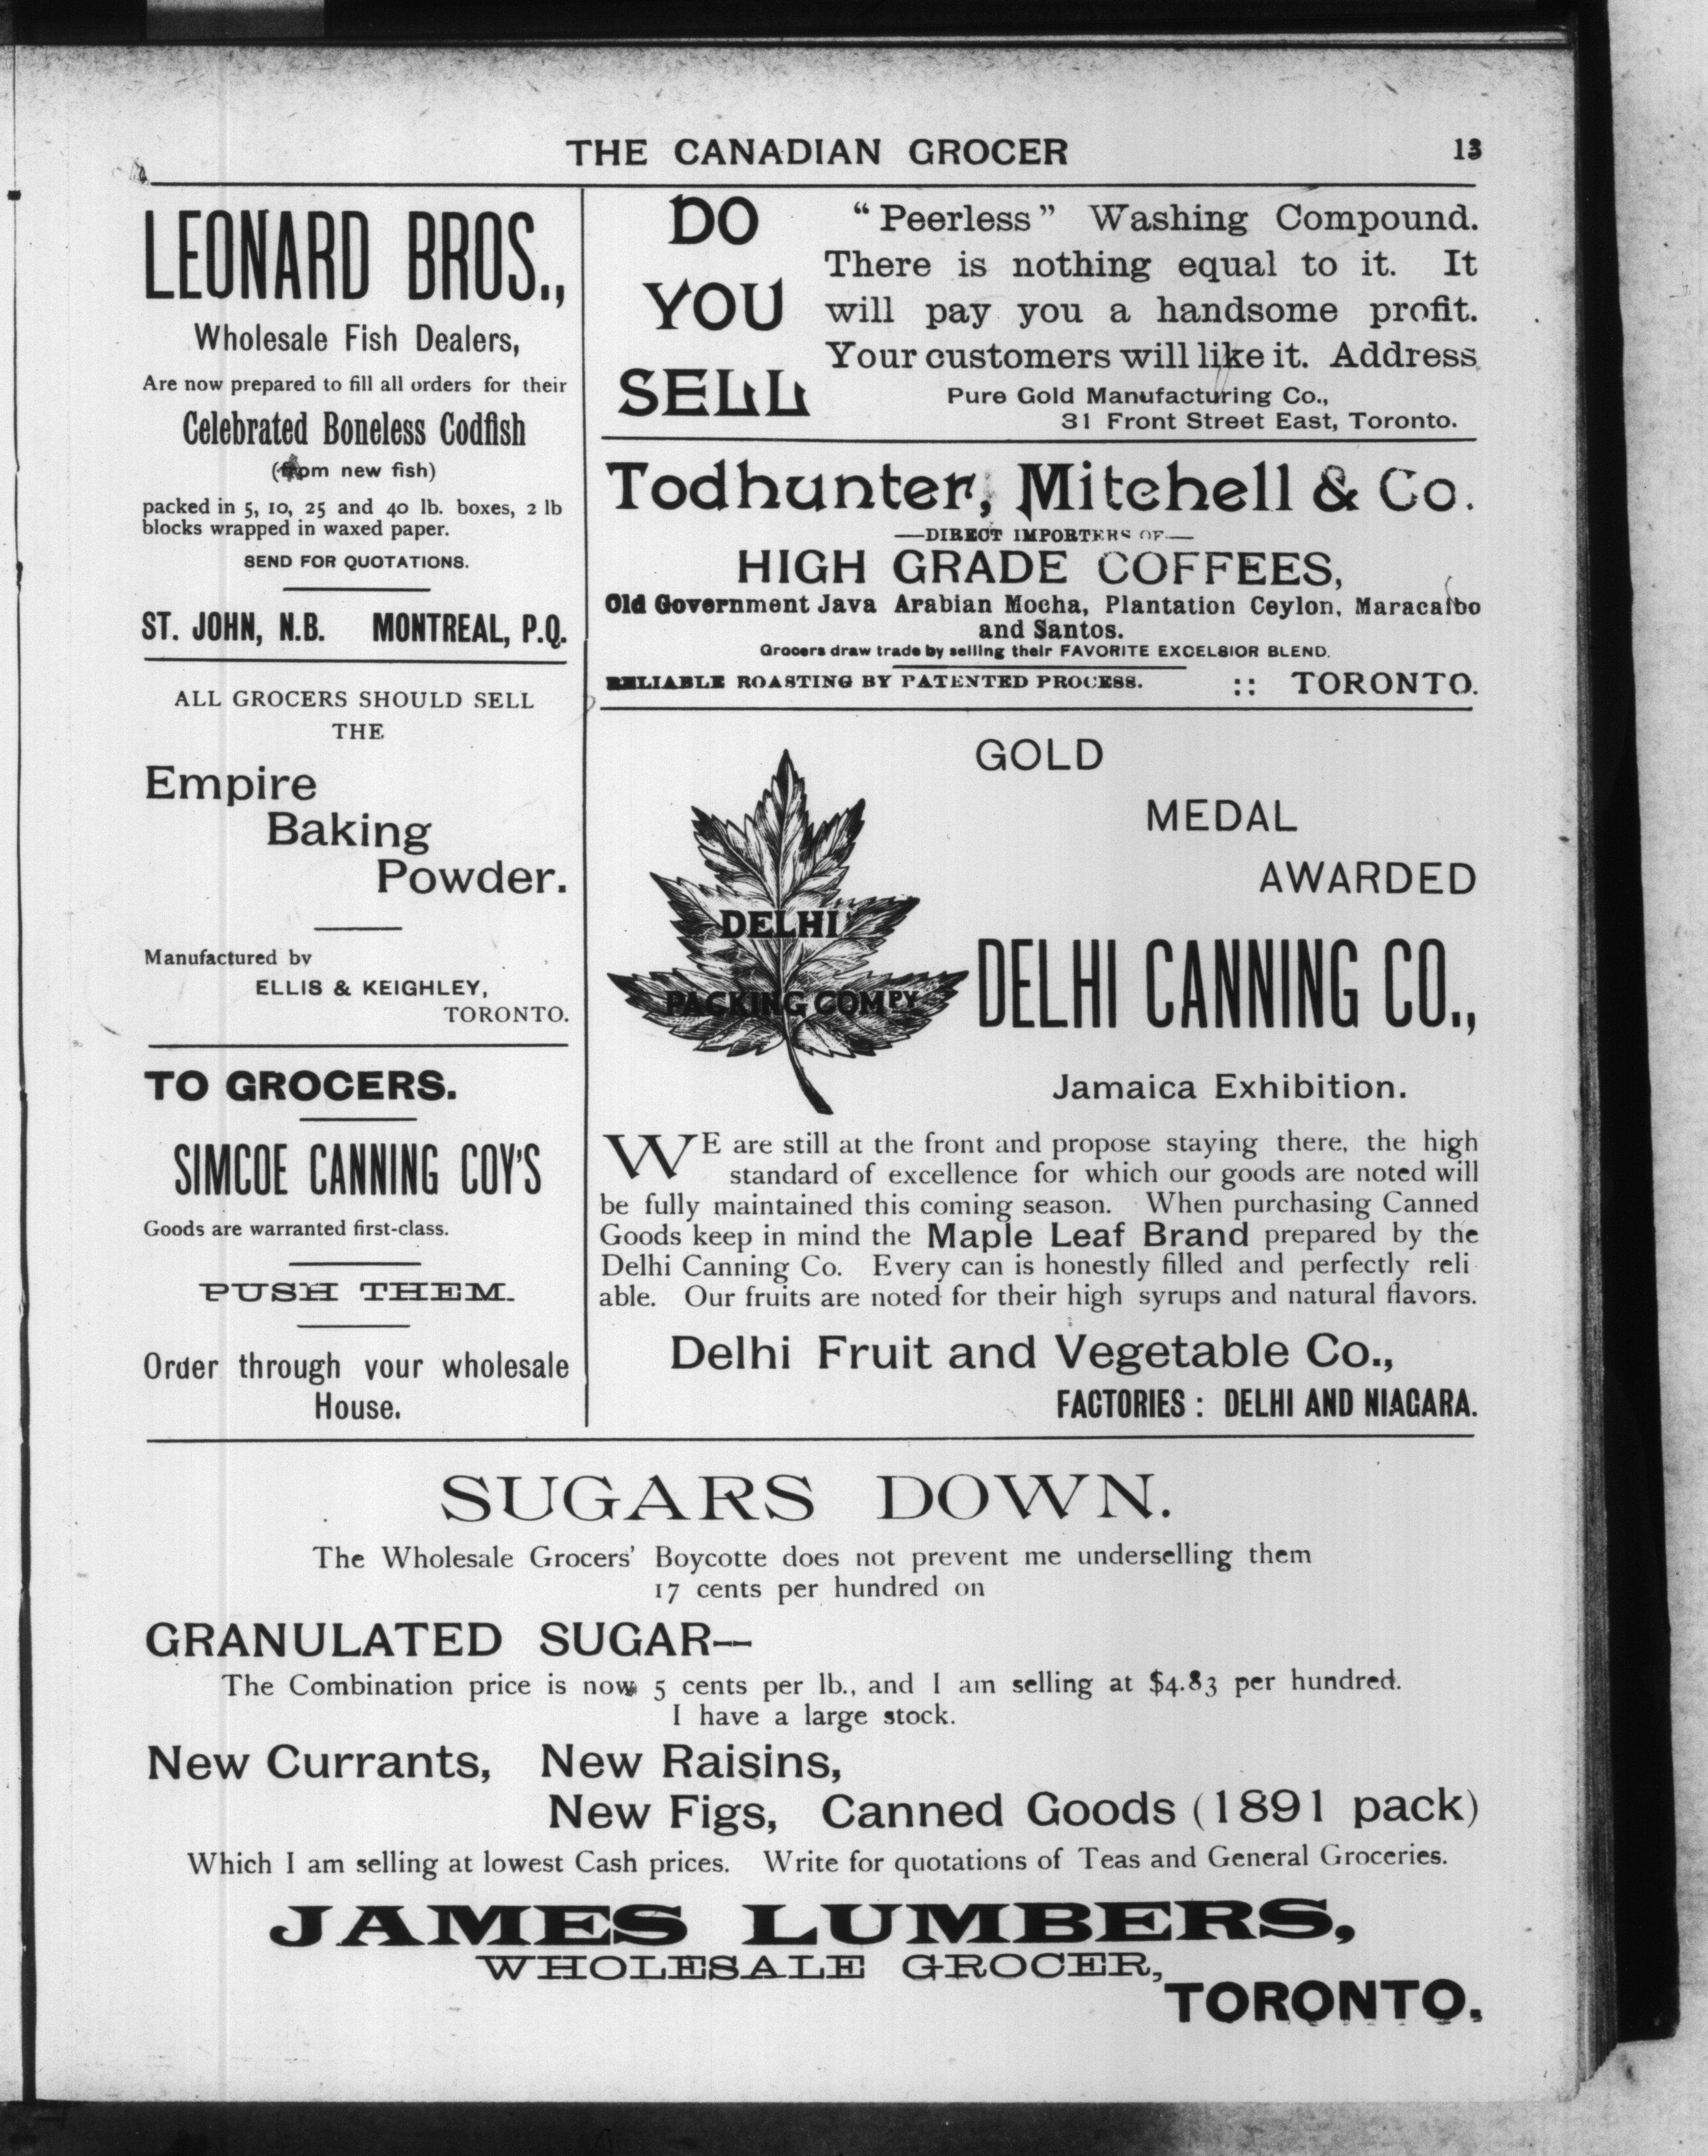 THE CANADIAN GROCER 13
LEONARD BROS.,
Wholesale Fish Dealers,
Are now prepared to fill all orders for their
Celebrated Boneless Codfish
(from new fish)
packed in 5, 10, 25 and 40 lb. boxes, 2 lb
blocks wrapped in waxed paper.
SEND FOR QUOTATIONS.
ST. JOHN, N.B. MONTREAL, P.Q.
ALL GROCERS SHOULD SELL
THE
Empire
Baking
Powder.
Manufactured by
ELLIS & KEIGHLEY,
TORONTO.
TO GROCERS.
SIMCOE CANNING COY'S
Goods are warranted first-class.
PUSH THEM.
Order through your wholesale
House.
DO
YOU
SELL
"Peerless" Washing Compound.
There is nothing equal to it. It
will pay you a handsome profit.
Your customers will like it. Address
Pure Gold Manufacturing Co.,
31 Front Street East, Toronto.
Todhunter, Mitchell & Co.
—DIRECT IMPORTERS OF—
HIGH GRADE COFFEES,
Old Government Java Arabian Mocha, Plantation Ceylon, Maracaibo
and Santos.
Grocers draw trade by selling their FAVORITE EXCELSIOR BLEND.
RELIABLE ROASTING BY PATENTED PROCESS. :: TORONTO.
DELHI
PACKING COMPY
GOLD
MEDAL
AWARDED
DELHI CANNING CO.,
Jamaica Exhibition.
WE are still at the front and propose staying there, the high
standard of excellence for which our goods are noted will
be fully maintained this coming season. When purchasing Canned
Goods keep in mind the Maple Leaf Brand prepared by the
Delhi Canning Co. Every can is honestly filled and perfectly reli
able. Our fruits are noted for their high syrups and natural flavors.
Delhi Fruit and Vegetable Co.,
FACTORIES : DELHI AND NIAGARA.
SUGARS DOWN.
The Wholesale Grocers' Boycotte does not prevent me underselling them
17 cents per hundred on
GRANULATED SUGAR—
The Combination price is now 5 cents per lb., and I am selling at $4.83 per hundred.
I have a large stock.
New Currants, New Raisins,
New Figs, Canned Goods (1891 pack)
Which I am selling at lowest Cash prices. Write for quotations of Teas and General Groceries.
JAMES LUMBERS,
WHOLESALE GROCER,
TORONTO.